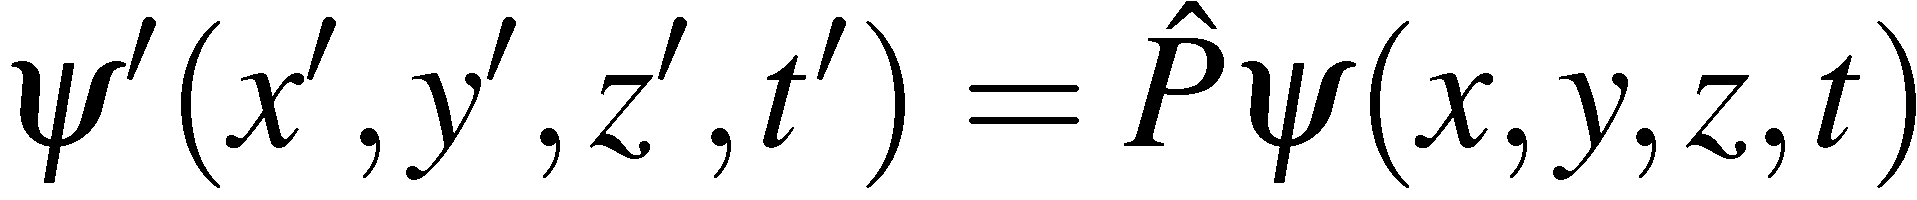 ψ′(x′, y′, z′, t′) = P̂ψ(x, y, z, t)